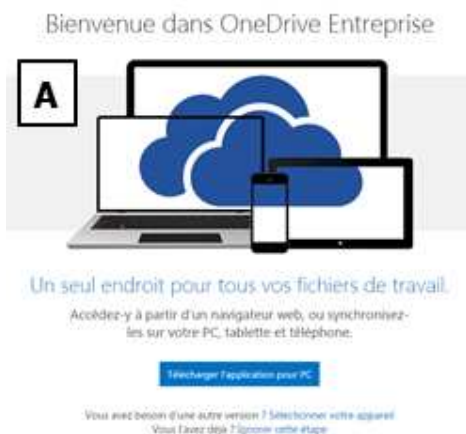 Bienvenue dans OneDrive Entreprise
A
Un seul endroit pour tous vos fichiers de travail.
Accédez-y à partir d'un navigateur web, ou synchronisez-
les sur votre PC, tablette et téléphone.
Télécharger l'application pour PC
Vous avez besoin d'une autre version ? Sélectionner votre appareil
Vous l'avez déjà ? Ignorer cette étape